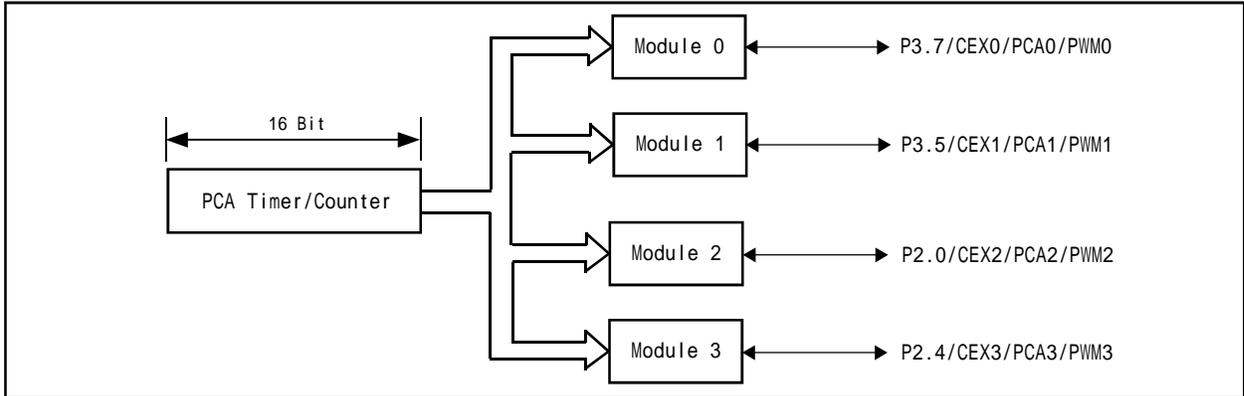 Module 0
P3.7/CEX0/PCA0/PWM0
16 Bit
Module 1
P3.5/CEX1/PCA1/PWM1
PCA Timer/Counter
Module 2
P2.0/CEX2/PCA2/PWM2
Module 3
P2.4/CEX3/PCA3/PWM3